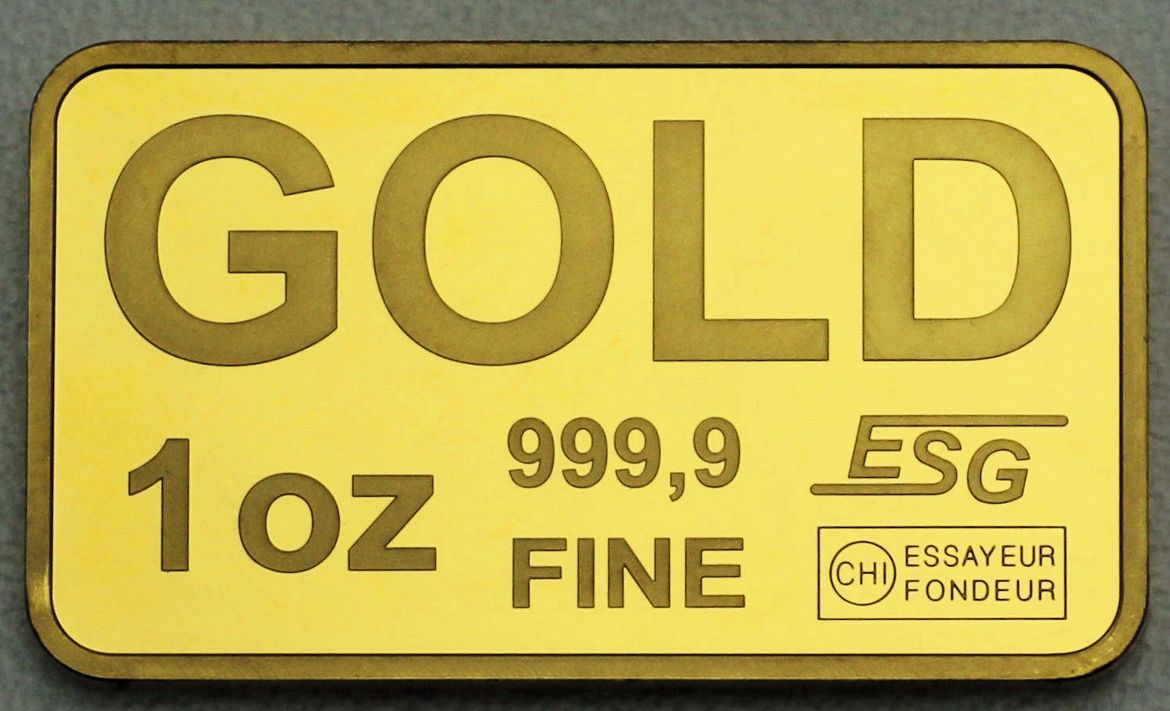 GOLD
1 oz
999,9
FINE
ESG
CHI
ESSAYEUR
FONDEUR